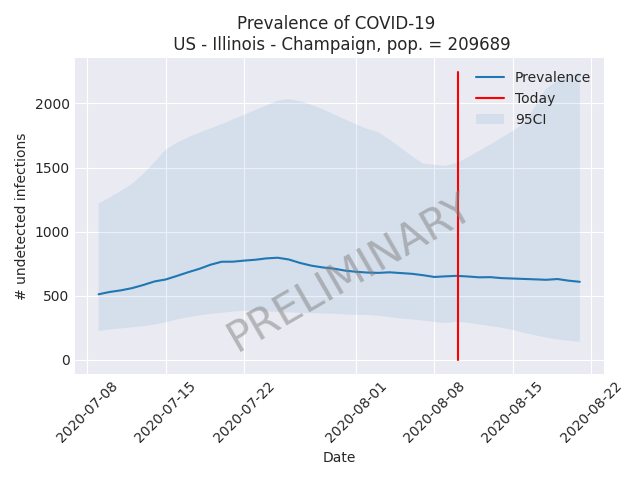 Prevalence of COVID-19
US - Illinois - Champaign, pop. = 209689
# undetected infections
2000
1500
1000
500
0
Prevalence
Today
95CI
PRELIMINARY
2020-07-08
2020-07-15
2020-07-22
2020-08-01
2020-08-08
2020-08-15
2020-08-22
Date